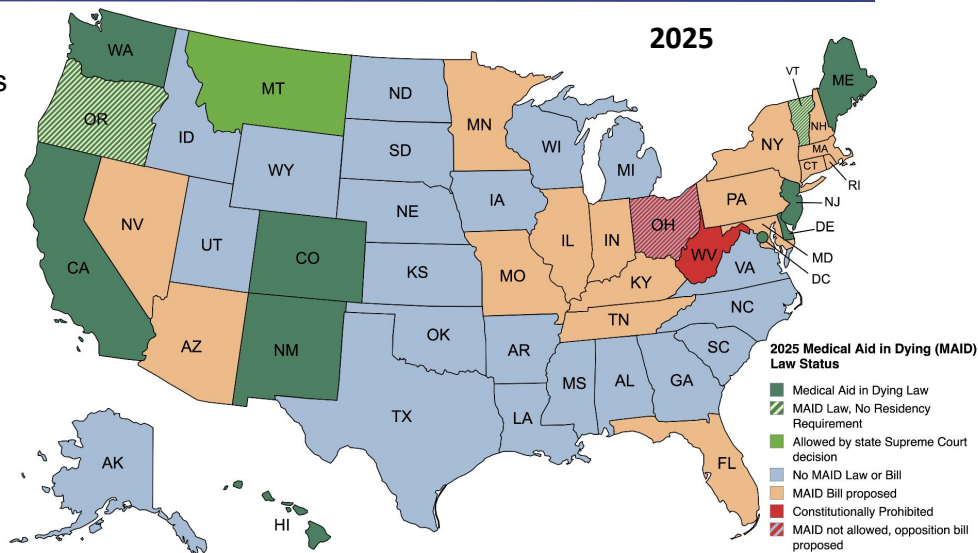 2025
s
WA
OR
CA
NV
ID
MT
WY
UT
AZ
CO
NM
ND
SD
NE
KS
OK
TX
MN
IA
MO
AR
LA
WI
IL
MI
IN
OH
KY
TN
MS
AL
GA
FL
SC
NC
VA
WV
PA
NY
VT
NH
MA
CT
ME
RI
NJ
DE
MD
DC
AK
HI
2025 Medical Aid in Dying (MAID)
Law Status
Medical Aid in Dying Law
MAID Law, No Residency
Requirement
Allowed by state Supreme Court
decision
No MAID Law or Bill
MAID Bill proposed
Constitutionally Prohibited
MAID not allowed, opposition bill
proposed